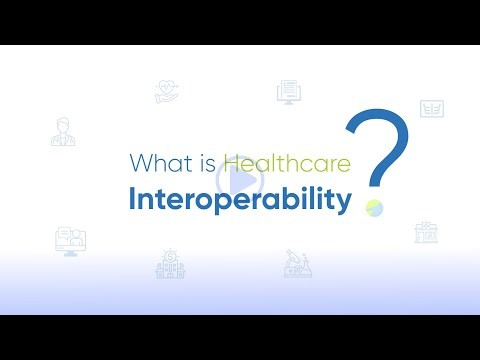 What is Healthcare
Interoperability ?